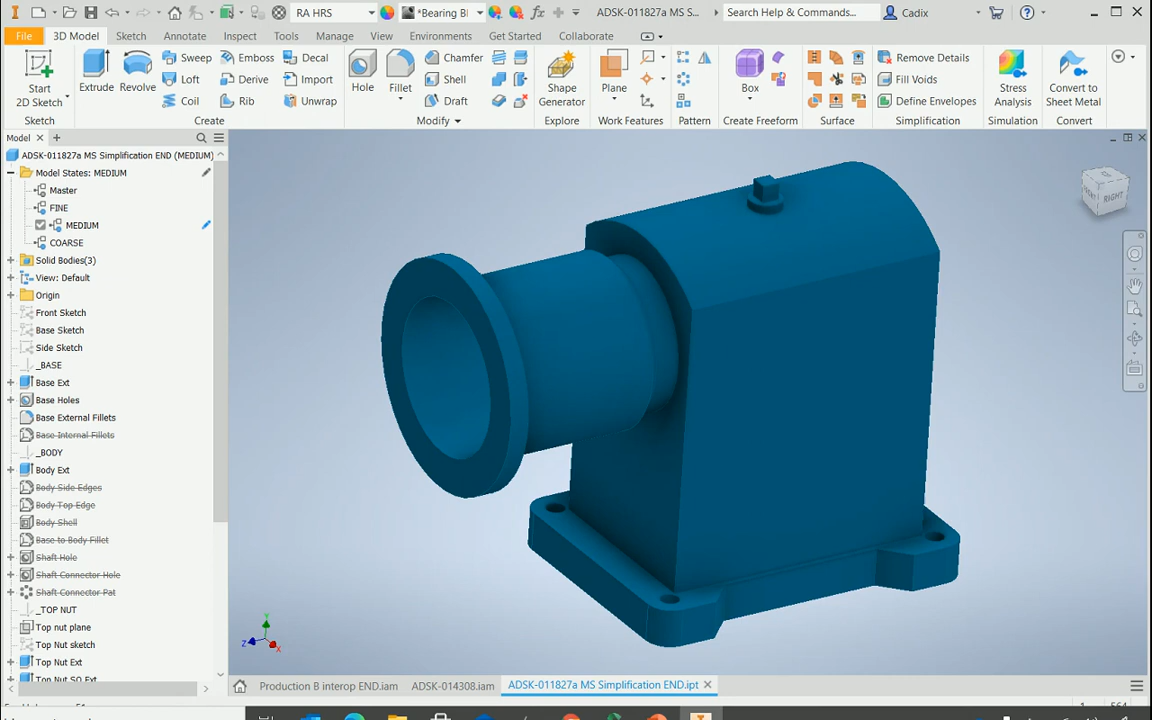 RA HRS
*Bearing Bl
ADSK-011827a MS S...
Search Help & Commands...
Cadix
File
3D Model
Sketch
Annotate
Inspect
Tools
Manage
View
Environments
Get Started
Collaborate
Start
2D Sketch
Extrude
Revolve
Sweep
Emboss
Decal
Loft
Derive
Import
Coil
Rib
Unwrap
Hole
Fillet
Chamfer
Shell
Draft
Shape
Generator
Plane
Box
Remove Details
Fill Voids
Define Envelopes
Stress
Analysis
Convert to
Sheet Metal
Sketch
Create
Modify
Explore
Work Features
Pattern
Create Freeform
Surface
Simplification
Simulation
Convert
Model
ADSK-011827a MS Simplification END (MEDIUM)
Model States: MEDIUM
Master
FINE
MEDIUM
COARSE
Solid Bodies(3)
View: Default
Origin
Front Sketch
Base Sketch
Side Sketch
_BASE
Base Ext
Base Holes
Base External Fillets
Base Internal Fillets
_BODY
Body Ext
Body Side Edges
Body Top Edge
Body Shell
Base to Body Fillet
Shaft Hole
Shaft Connector Hole
Shaft Connector Pat
_TOP NUT
Top nut plane
Top Nut sketch
Top Nut Ext
Top Nut SQ Ext
RIGHT
Y
Z
X
Production B interop END.iam
ADSK-014308.iam
ADSK-011827a MS Simplification END.ipt